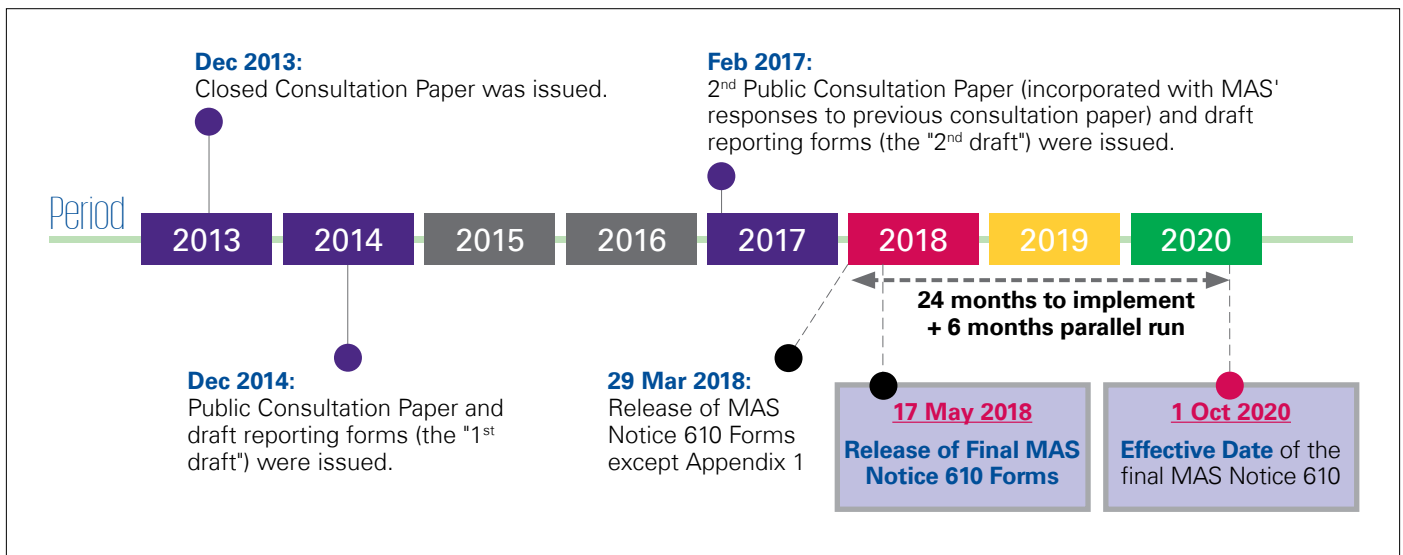 Dec 2013:
Closed Consultation Paper was issued.
Feb 2017:
2nd Public Consultation Paper (incorporated with MAS'
responses to previous consultation paper) and draft
reporting forms (the "2nd draft") were issued.
Period
2013
2014
2015
2016
2017
2018
2019
2020
24 months to implement
+ 6 months parallel run
Dec 2014:
Public Consultation Paper and
draft reporting forms (the "1st
draft") were issued.
29 Mar 2018:
Release of MAS
Notice 610 Forms
except Appendix 1
17 May 2018
Release of Final MAS
Notice 610 Forms
1 Oct 2020
Effective Date of the
final MAS Notice 610